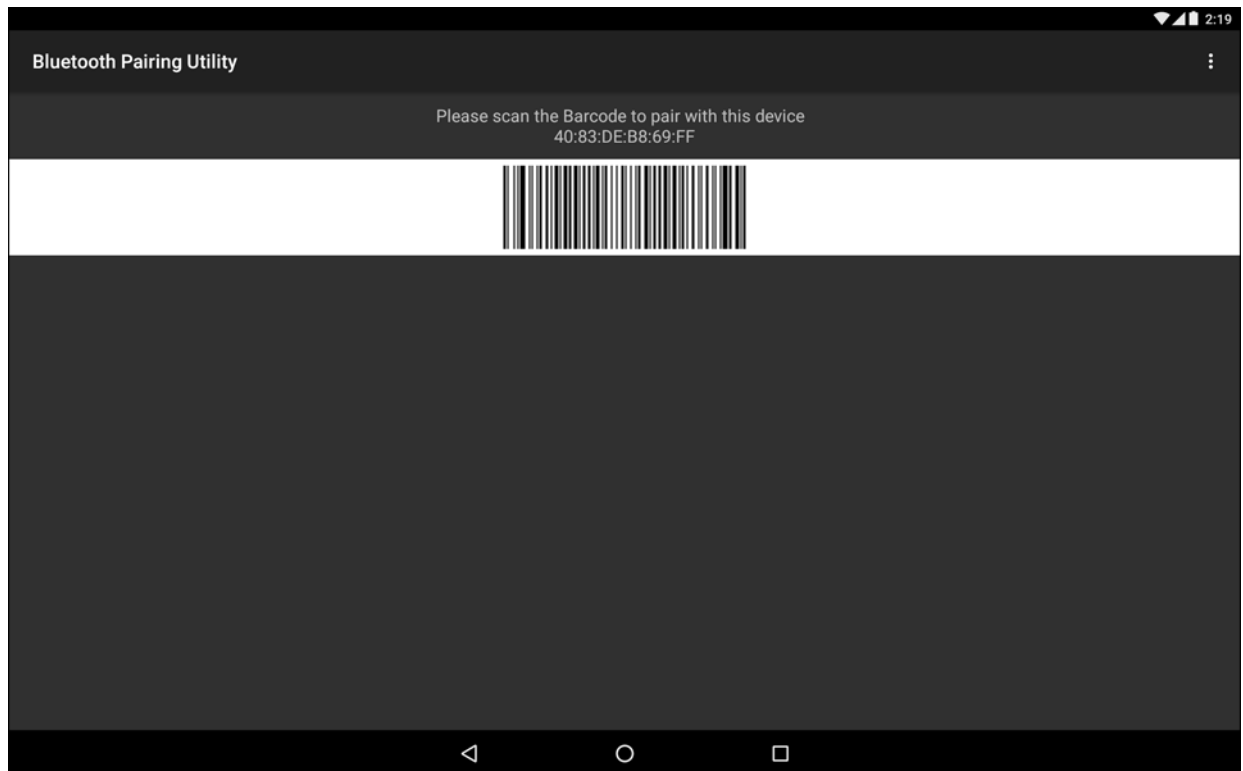 2:19
Bluetooth Pairing Utility
Please scan the Barcode to pair with this device
40:83:DE:B8:69:FF